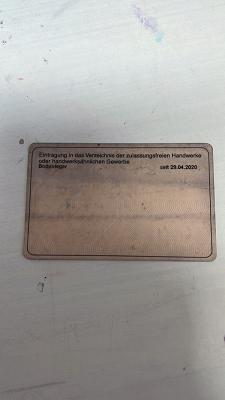 Eintragung in das Verzeichnis der zulassungsfreien Handwerke
oder handwerksähnlichen Gewerbe
Bodenleger seit 29.04.2020